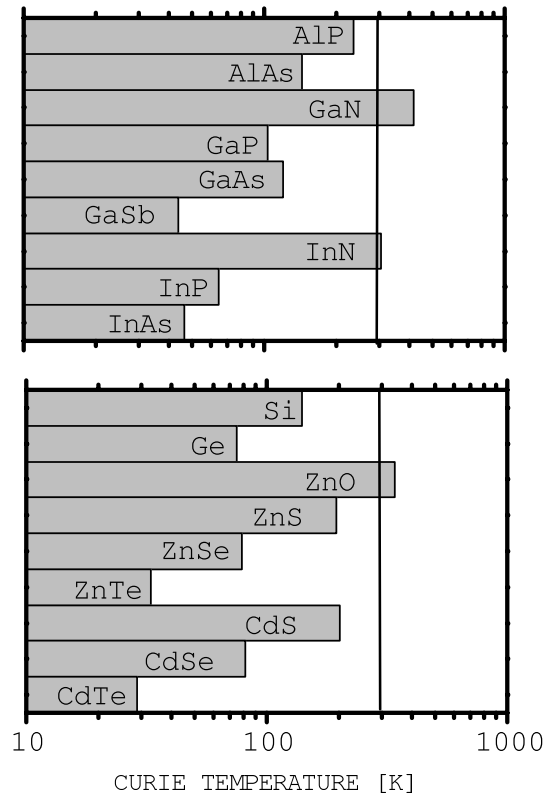 AlP
AlAs
GaN
GaP
GaAs
GaSb
InN
InP
InAs
Si
Ge
ZnO
ZnS
ZnSe
ZnTe
CdS
CdSe
CdTe
10 100 1000
CURIE TEMPERATURE [K]